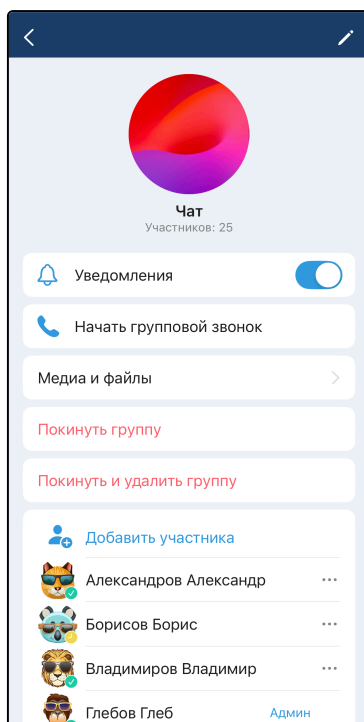 Чат
Участников: 25
Уведомления
Начать групповой звонок
Медиа и файлы
Покинуть группу
Покинуть и удалить группу
Добавить участника
Александров Александр
Борисов Борис
Владимиров Владимир
Глебов Глеб Админ